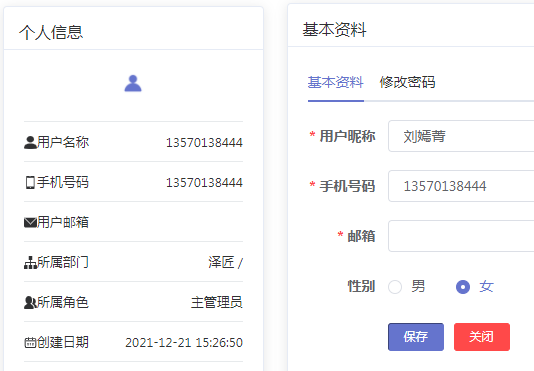 个人信息
用户名称 13570138444
手机号码 13570138444
用户邮箱
所属部门 泽匠 /
所属角色 主管理员
创建日期 2021-12-21 15:26:50
基本资料
基本资料 修改密码
* 用户昵称 刘嫣菁
* 手机号码 13570138444
* 邮箱
性别 男 女
保存 关闭